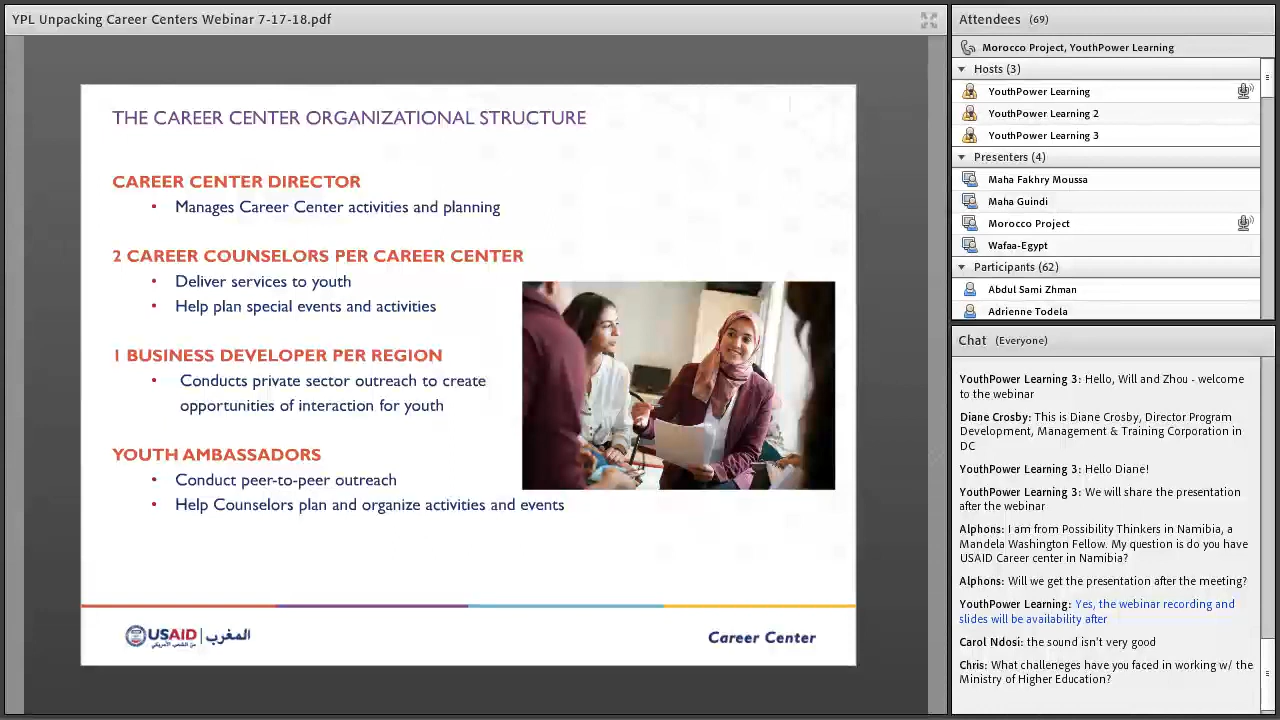 YPL Unpacking Career Centers Webinar 7-17-18.pdf
THE CAREER CENTER ORGANIZATIONAL STRUCTURE
CAREER CENTER DIRECTOR
• Manages Career Center activities and planning
2 CAREER COUNSELORS PER CAREER CENTER
• Deliver services to youth
• Help plan special events and activities
1 BUSINESS DEVELOPER PER REGION
• Conducts private sector outreach to create
opportunities of interaction for youth
YOUTH AMBASSADORS
• Conduct peer-to-peer outreach
• Help Counselors plan and organize activities and events
USAID | المغرب
من الشعب الأمريكي
Career Center
Attendees (69)
Morocco Project, YouthPower Learning
Hosts (3)
YouthPower Learning
YouthPower Learning 2
YouthPower Learning 3
Presenters (4)
Maha Fakhry Moussa
Maha Guindi
Morocco Project
Wafaa-Egypt
Participants (62)
Abdul Sami Zhman
Adrienne Todela
Chat (Everyone)
YouthPower Learning 3: Hello, Will and Zhou - welcome
to the webinar
Diane Crosby: This is Diane Crosby, Director Program
Development, Management & Training Corporation in
DC
YouthPower Learning 3: Hello Diane!
YouthPower Learning 3: We will share the presentation
after the webinar
Alphons: I am from Possibility Thinkers in Namibia, a
Mandela Washington Fellow. My question is do you have
USAID Career center in Namibia?
Alphons: Will we get the presentation after the meeting?
YouthPower Learning: Yes, the webinar recording and
slides will be availability after
Carol Ndosi: the sound isn't very good
Chris: What challeneges have you faced in working w/ the
Ministry of Higher Education?